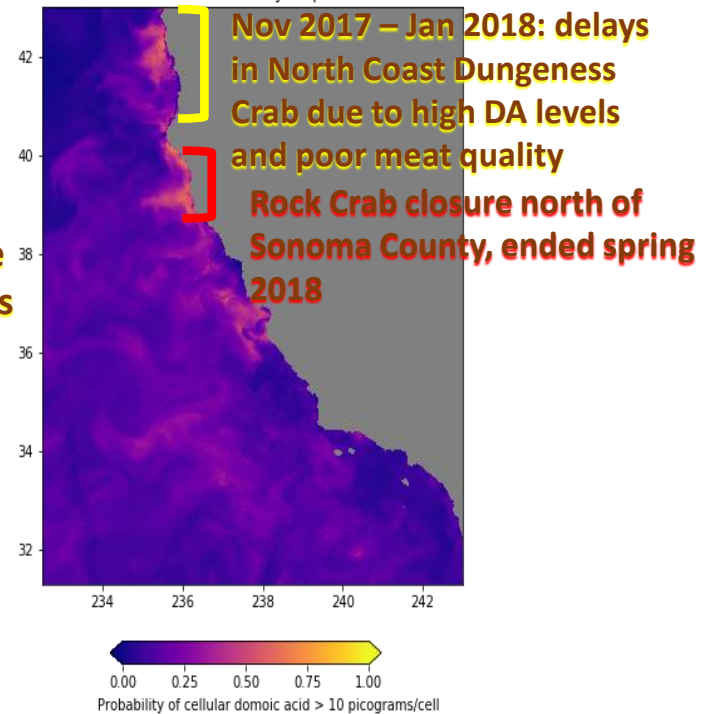 Nov 2017 – Jan 2018: delays
in North Coast Dungeness
Crab due to high DA levels
and poor meat quality
Rock Crab closure north of
Sonoma County, ended spring
2018
42
40
38
36
34
32
234 236 238 240 242
0.00 0.25 0.50 0.75 1.00
Probability of cellular domoic acid > 10 picograms/cell